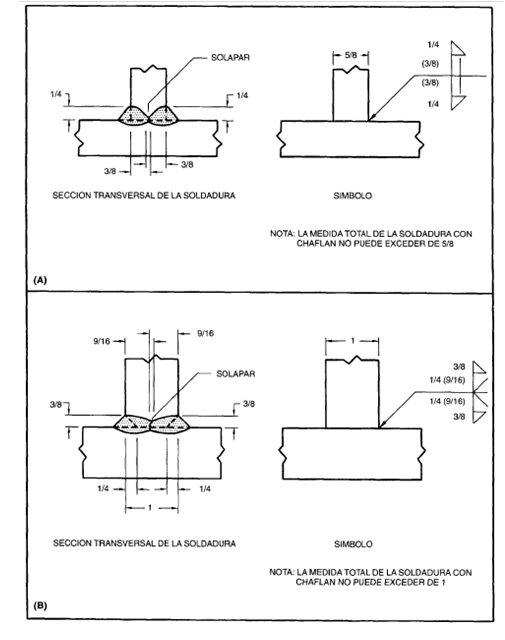 SOLAPAR
1/4
1/4
3/8
3/8
SECCION TRANSVERSAL DE LA SOLDADURA
5/8
1/4
(3/8)
(3/8)
1/4
SIMBOLO
NOTA: LA MEDIDA TOTAL DE LA SOLDADURA CON
CHAFLAN NO PUEDE EXCEDER DE 5/8
(A)
9/16
9/16
SOLAPAR
3/8
3/8
1/4
1/4
1
SECCION TRANSVERSAL DE LA SOLDADURA
1
3/8
1/4 (9/16)
1/4 (9/16)
3/8
SIMBOLO
NOTA: LA MEDIDA TOTAL DE LA SOLDADURA CON
CHAFLAN NO PUEDE EXCEDER DE 1
(B)